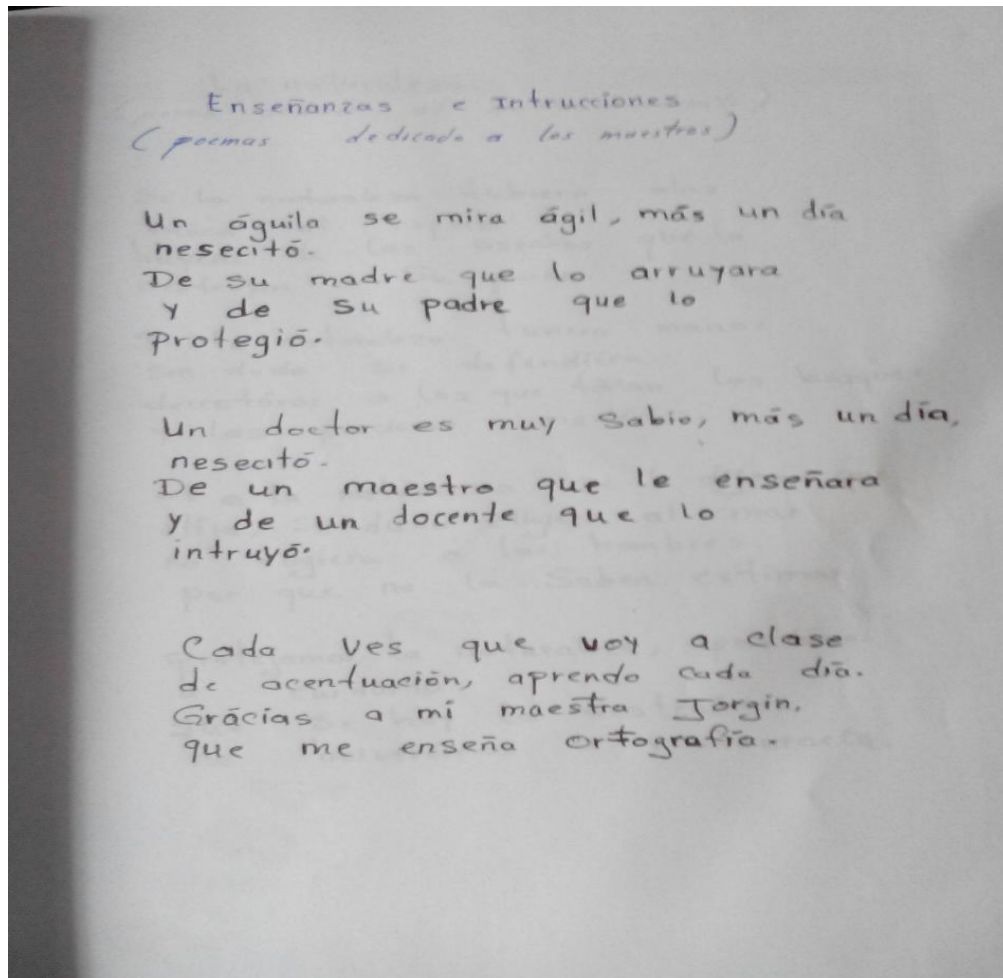 Enseñanzas e Intrucciones
(poemas dedicado a los maestros)
Un águila se mira ágil, más un día
nesecitó.
De su madre que lo arruyara
y de su padre que lo
Protegió.
Un doctor es muy Sabio, más un día,
nesecitó.
De un maestro que le enseñara
y de un docente que lo
intruyó.
Cada ves que voy a clase
de acentuación, aprendo cada día.
Grácias a mí maestra Jorgin,
que me enseña ortografía.